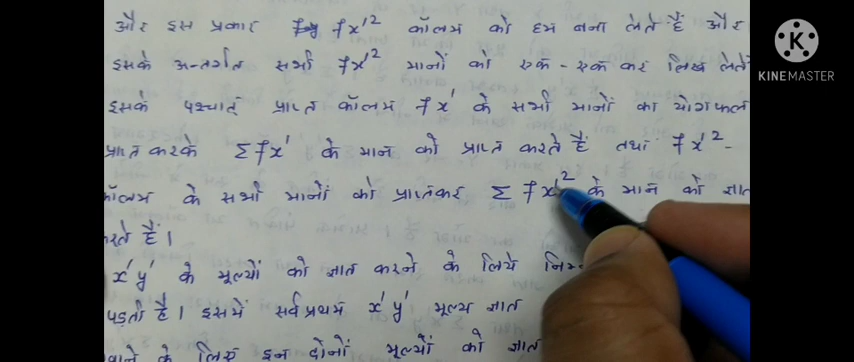 और इस प्रकार fx'² कॉलम को हम बना लेते हैं और
इसके अन्तर्गत सभी fx'² मानों को एक-एक कर लिख लेते
इसके पश्चात् प्राप्त कॉलम fx' के सभी मानों का योगफल
प्राप्त करके Σfx' के मान को प्राप्त करते हैं तथा fx'²-
कॉलम के सभी मानों को प्राप्तकर Σfx'² के मान को
करते हैं।
x'y' के मूल्यों को ज्ञात करने के लिये
पड़ती है। इसमें सर्वप्रथम x'y' मूल्य ज्ञात
के लिए इन दोनों मूल्यों को ज्ञात
K
KINEMASTER